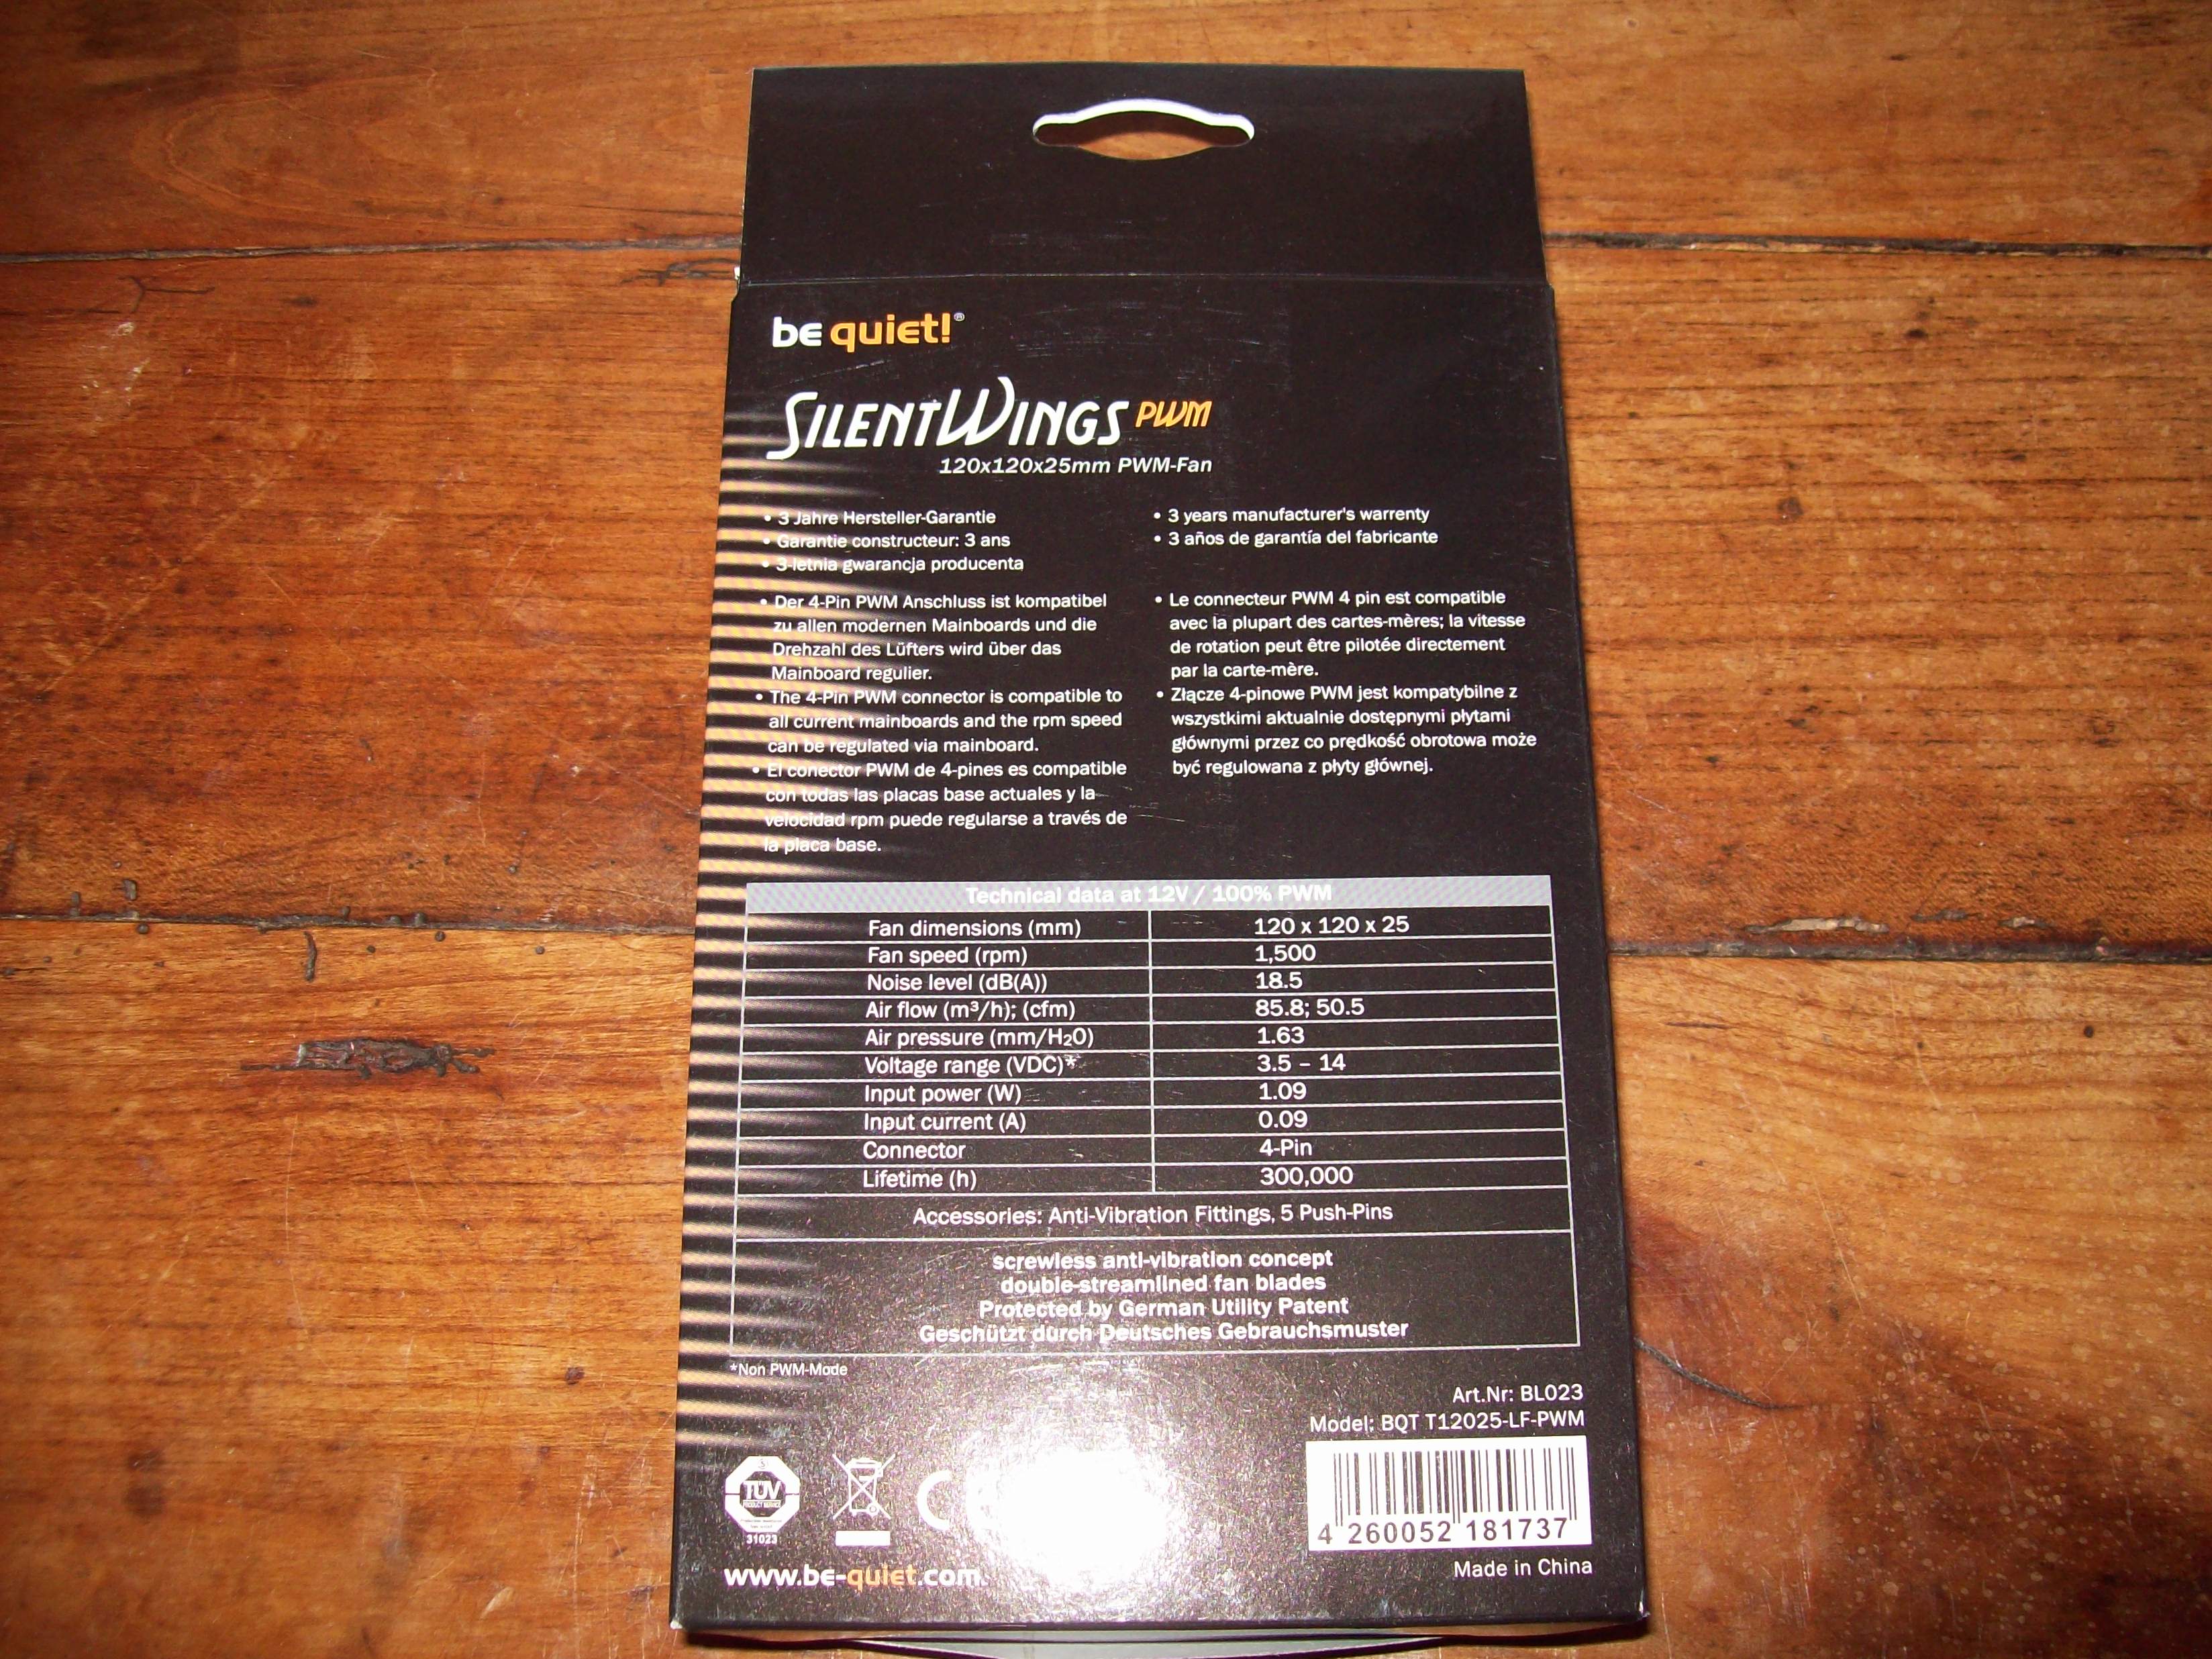 be quiet!®
SILENTWINGS PWM
120x120x25mm PWM-Fan
• 3 Jahre Hersteller-Garantie
• Garantie constructeur: 3 ans
• 3-letnia gwarancja producenta
• 3 years manufacturer's warrenty
• 3 años de garantía del fabricante
• Der 4-Pin PWM Anschluss ist kompatibel
zu allen modernen Mainboards und die
Drehzahl des Lüfters wird über das
Mainboard regulier.
• The 4-Pin PWM connector is compatible to
all current mainboards and the rpm speed
can be regulated via mainboard.
• El conector PWM de 4-pines es compatible
con todas las placas base actuales y la
velocidad rpm puede regularse a través de
la placa base.
• Le connecteur PWM 4 pin est compatible
avec la plupart des cartes-mères; la vitesse
de rotation peut être pilotée directement
par la carte-mère.
• Złącze 4-pinowe PWM jest kompatybilne z
wszystkimi aktualnie dostępnymi płytami
głównymi przez co prędkość obrotowa może
być regulowana z płyty głównej.
Technical data at 12V / 100% PWM
Fan dimensions (mm) 120 x 120 x 25
Fan speed (rpm) 1,500
Noise level (dB(A)) 18.5
Air flow (m³/h); (cfm) 85.8; 50.5
Air pressure (mm/H₂O) 1.63
Voltage range (VDC)* 3.5 – 14
Input power (W) 1.09
Input current (A) 0.09
Connector 4-Pin
Lifetime (h) 300,000
Accessories: Anti-Vibration Fittings, 5 Push-Pins
screwless anti-vibration concept
double-streamlined fan blades
Protected by German Utility Patent
Geschützt durch Deutsches Gebrauchsmuster
*Non PWM-Mode
Art.Nr: BL023
Model: BQT T12025-LF-PWM
TÜV
PRODUCT SERVICE
31023
4 260052 181737
www.be-quiet.com
Made in China